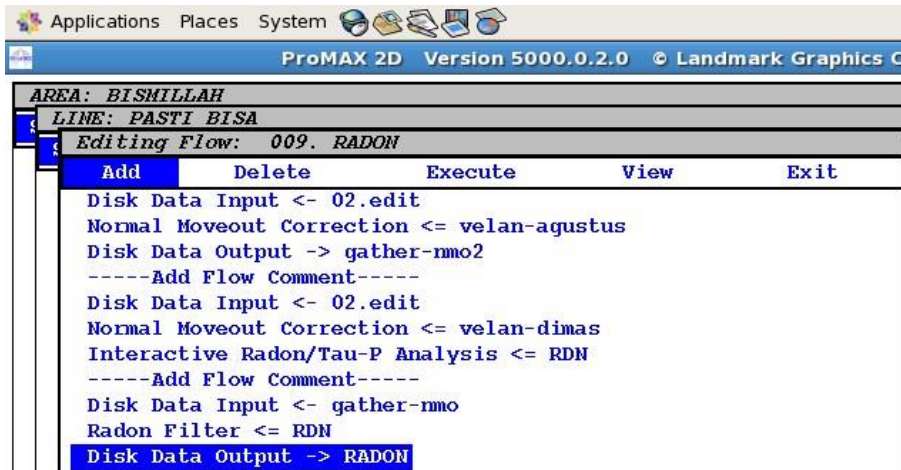 Applications Places System
ProMAX 2D Version 5000.0.2.0 © Landmark Graphics C
AREA: BISMILLAH
LINE: PASTI BISA
Editing Flow: 009. RADON
Add Delete Execute View Exit
Disk Data Input <- 02.edit
Normal Moveout Correction <= velan-agustus
Disk Data Output -> gather-nmo2
-----Add Flow Comment-----
Disk Data Input <- 02.edit
Normal Moveout Correction <= velan-dimas
Interactive Radon/Tau-P Analysis <= RDN
-----Add Flow Comment-----
Disk Data Input <- gather-nmo
Radon Filter <= RDN
Disk Data Output -> RADON